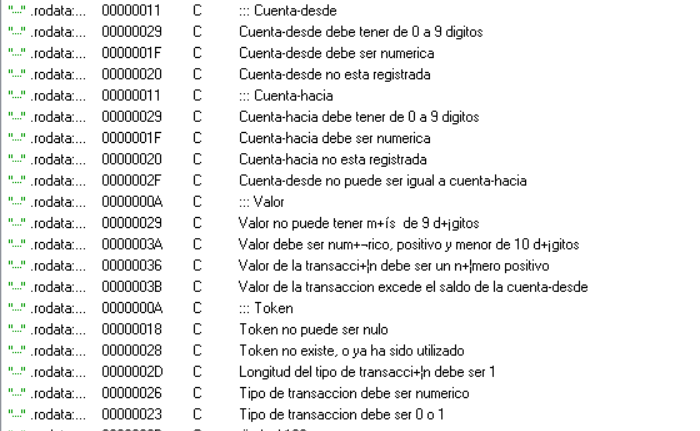 "..." .rodata:... 00000011 C ::: Cuenta-desde
"..." .rodata:... 00000029 C Cuenta-desde debe tener de 0 a 9 digitos
"..." .rodata:... 0000001F C Cuenta-desde debe ser numerica
"..." .rodata:... 00000020 C Cuenta-desde no esta registrada
"..." .rodata:... 00000011 C ::: Cuenta-hacia
"..." .rodata:... 00000029 C Cuenta-hacia debe tener de 0 a 9 digitos
"..." .rodata:... 0000001F C Cuenta-hacia debe ser numerica
"..." .rodata:... 00000020 C Cuenta-hacia no esta registrada
"..." .rodata:... 0000002F C Cuenta-desde no puede ser igual a cuenta-hacia
"..." .rodata:... 0000000A C ::: Valor
"..." .rodata:... 00000029 C Valor no puede tener m+ís de 9 d+¡gitos
"..." .rodata:... 0000003A C Valor debe ser num+¬rico, positivo y menor de 10 d+¡gitos
"..." .rodata:... 00000036 C Valor de la transacci+¦n debe ser un n+¦mero positivo
"..." .rodata:... 0000003B C Valor de la transaccion excede el saldo de la cuenta-desde
"..." .rodata:... 0000000A C ::: Token
"..." .rodata:... 00000018 C Token no puede ser nulo
"..." .rodata:... 00000028 C Token no existe, o ya ha sido utilizado
"..." .rodata:... 0000002D C Longitud del tipo de transacci+¦n debe ser 1
"..." .rodata:... 00000026 C Tipo de transaccion debe ser numerico
"..." .rodata:... 00000023 C Tipo de transaccion debe ser 0 o 1